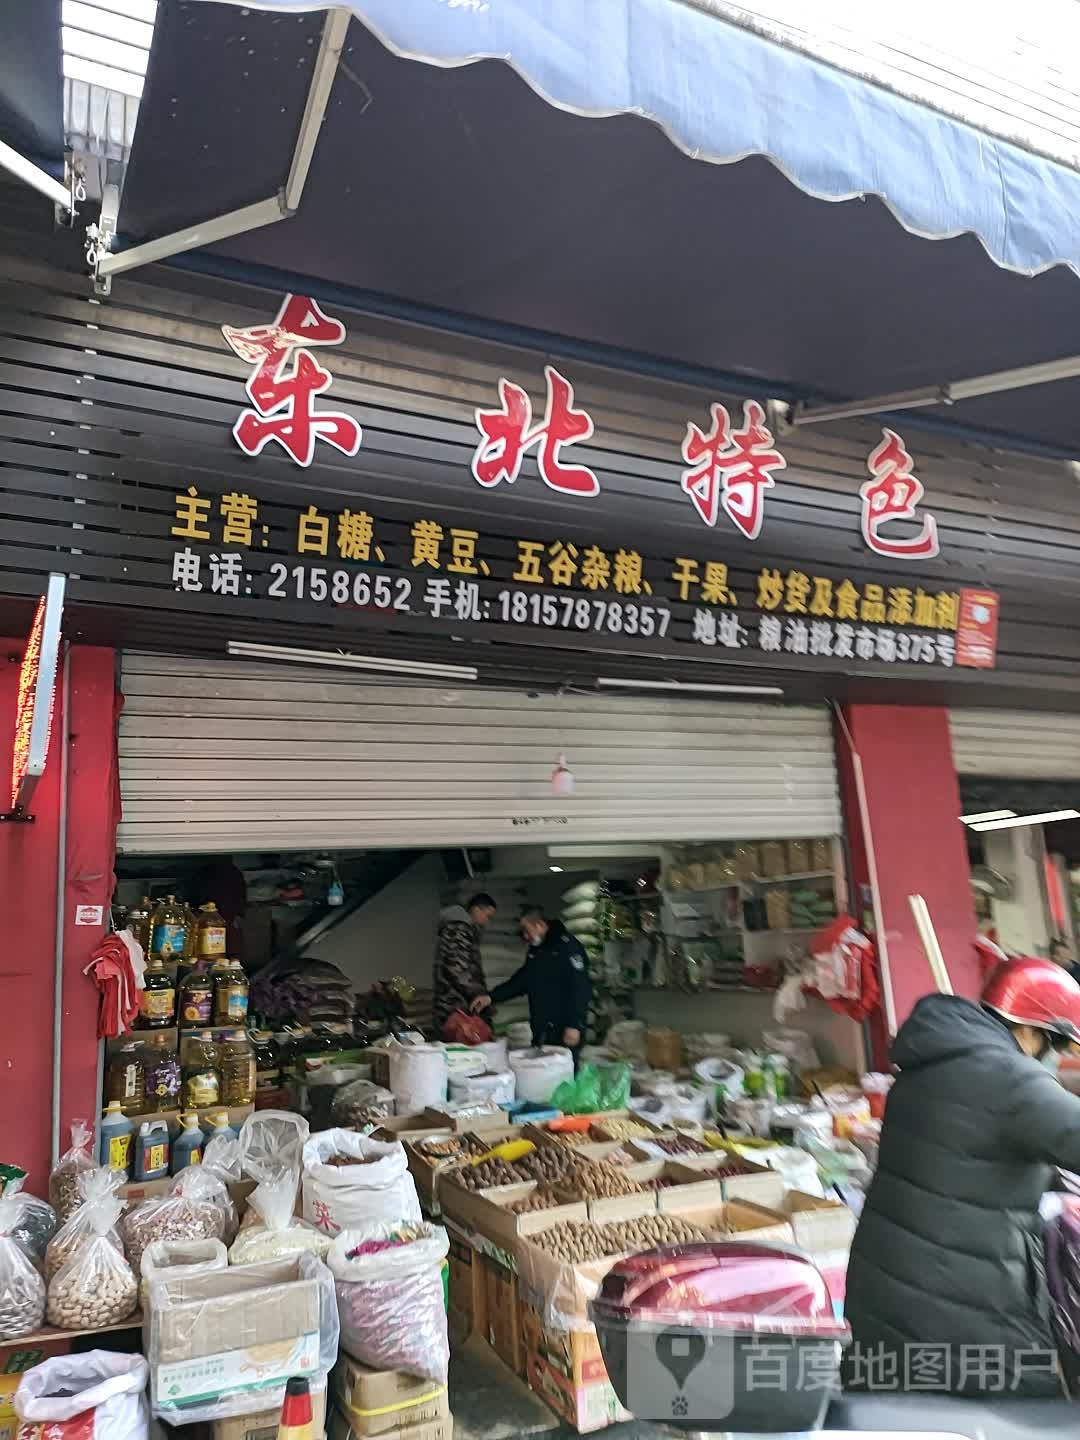 东北特色
主营：白糖、黄豆、五谷杂粮、干果、炒货及食品添加剂
电话：2158652 手机：18157878357 地址：粮油批发市场375号
菜
百度地图用户